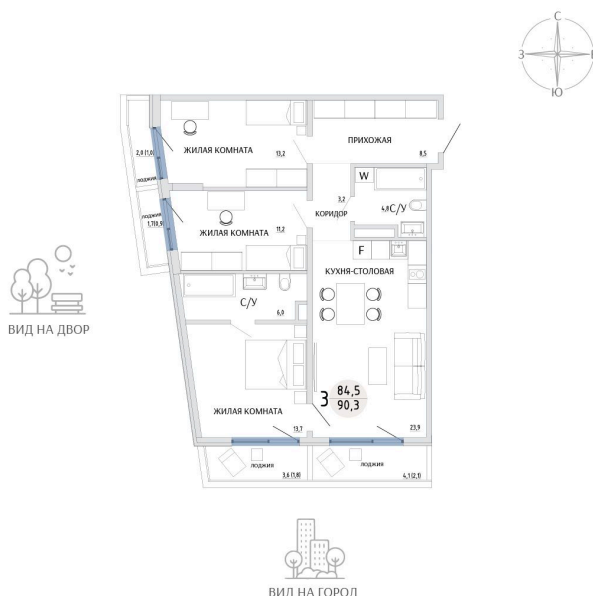 С
З
Ю
ПРИХОЖАЯ
8,5
ЖИЛАЯ КОМНАТА
13,2
2,0 (1,0)
лоджия
W
3,2
КОРИДОР
4,8 С/У
лоджия
1,7(0,9)
ЖИЛАЯ КОМНАТА
11,2
F
КУХНЯ-СТОЛОВАЯ
С/У
6,0
ВИД НА ДВОР
3
84,5
90,3
ЖИЛАЯ КОМНАТА
13,7
23,9
лоджия
3,6 (1,8)
лоджия
4,1 (2,1)
ВИД НА ГОРОД